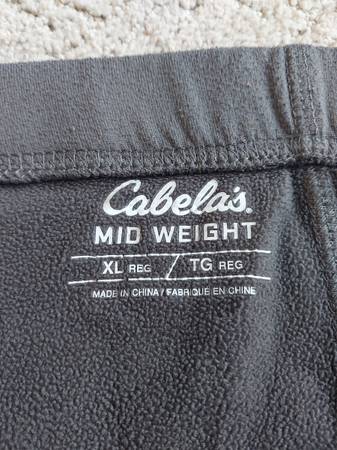 Cabela's.
MID WEIGHT
XL REG / TG REG
MADE IN CHINA / FABRIQUÉ EN CHINE